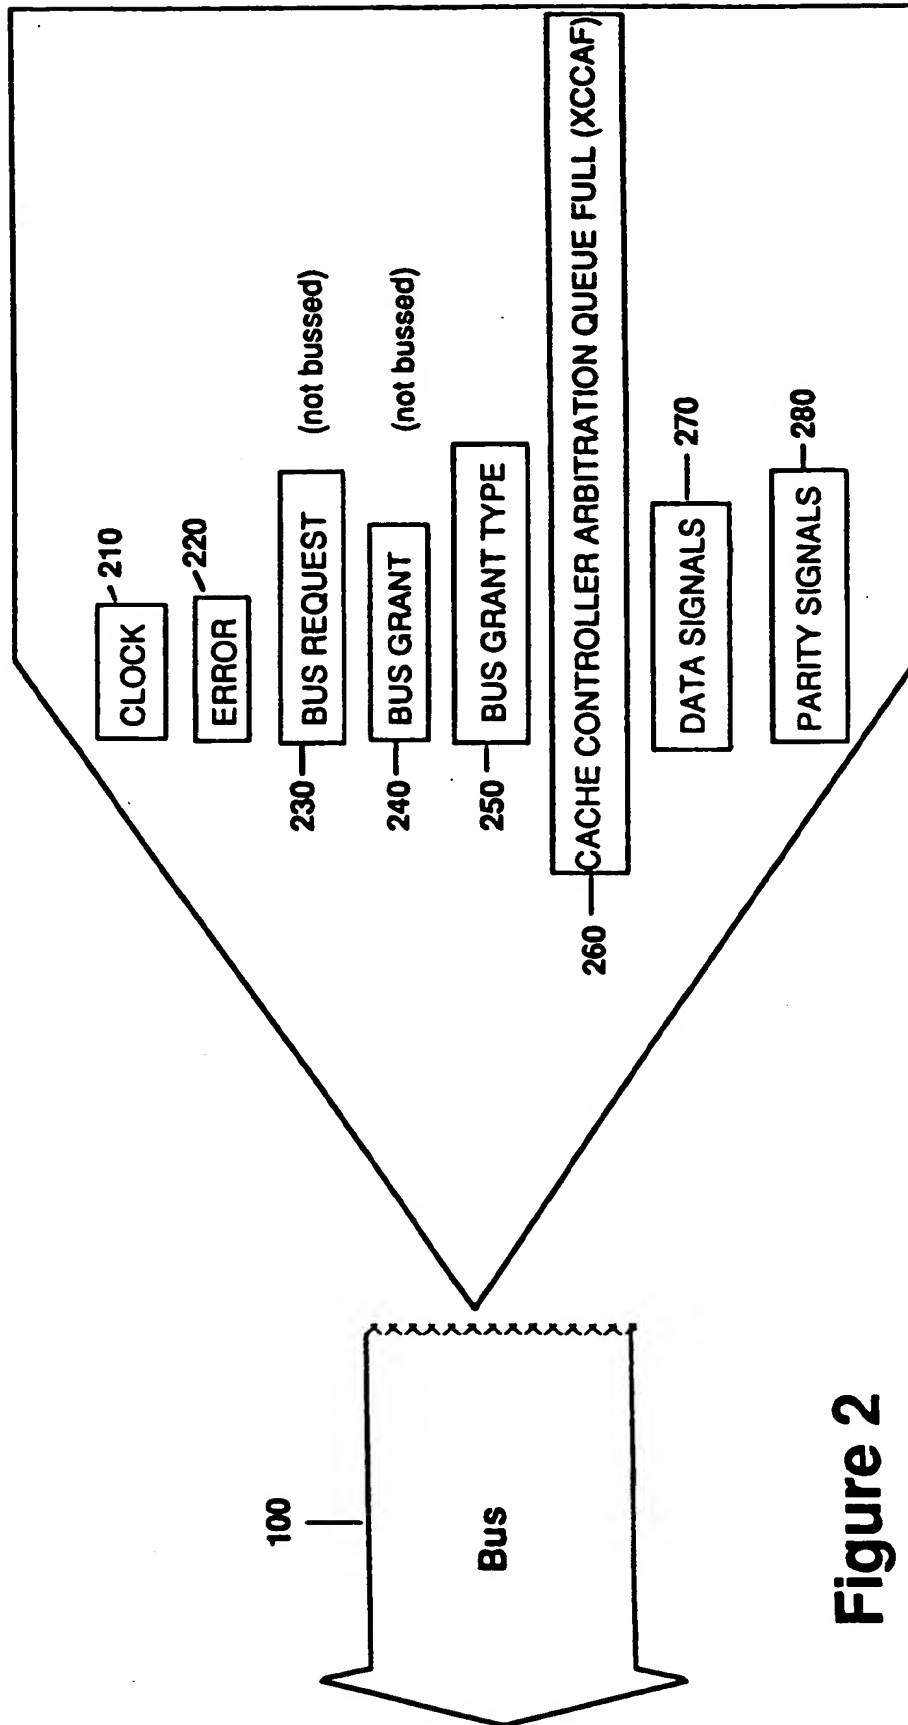 100
Bus
CLOCK
210
ERROR
220
230
BUS REQUEST
(not bussed)
240
BUS GRANT
(not bussed)
250
BUS GRANT TYPE
260
CACHE CONTROLLER ARBITRATION QUEUE FULL (XCCAF)
DATA SIGNALS
270
PARITY SIGNALS
280
Figure 2